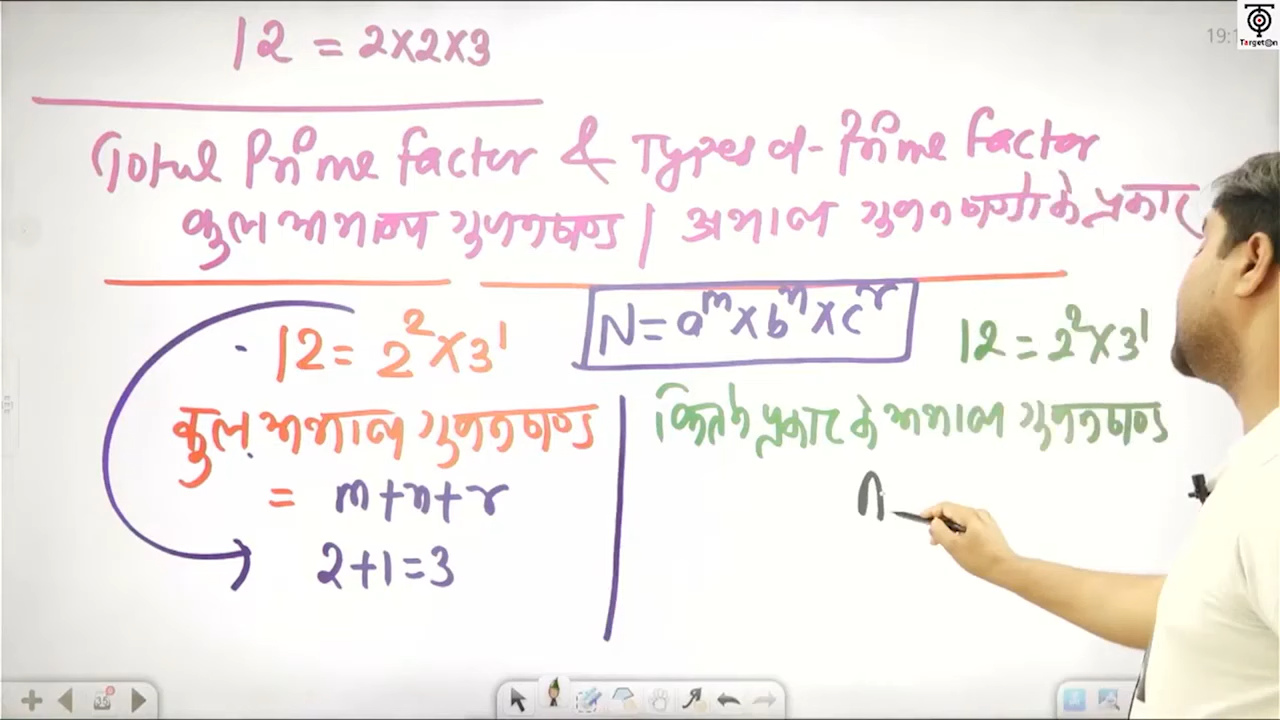 12 = 2×2×3
Total Prime factor & Types of Prime factor
कुल अभाज्य गुणनखण्ड | अभाज्य गुणनखण्डों के प्रकार
12 = 2² × 3¹
N = aᵐ × bⁿ × cʳ
12 = 2² × 3¹
कुल अभाज्य गुणनखण्ड
= m+n+r
2+1=3
कितने प्रकार के अभाज्य गुणनखण्ड
TargetOn